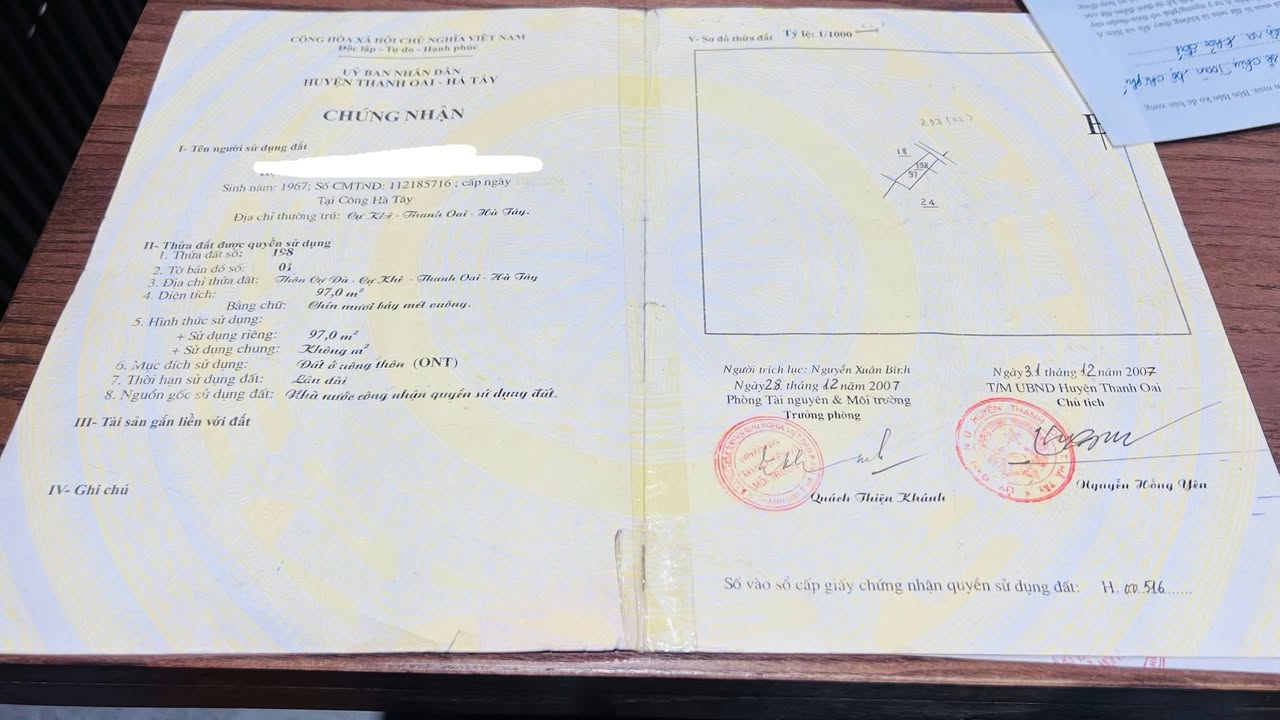 CỘNG HÒA XÃ HỘI CHỦ NGHĨA VIỆT NAM
Độc lập - Tự do - Hạnh phúc
UỶ BAN NHÂN DÂN
HUYỆN THANH OAI - HÀ TÂY
CHỨNG NHẬN
I- Tên người sử dụng đất
Sinh năm: 1967; Số CMTND: 112185716 ; cấp ngày
Tại Công Hà Tây
Địa chỉ thường trú: Cự Khê - Thanh Oai - Hà Tây.
II- Thửa đất được quyền sử dụng
1. Thửa đất số: 198
2. Tờ bản đồ số: 01
3. Địa chỉ thửa đất: Thôn Cự Đà - Cự Khê - Thanh Oai - Hà Tây
4. Diện tích: 97,0 m²
Bằng chữ: Chín mươi bảy mét vuông.
5. Hình thức sử dụng:
+ Sử dụng riêng: 97,0 m²
+ Sử dụng chung: Không m²
6. Mục đích sử dụng: Đất ở nông thôn (ONT)
7. Thời hạn sử dụng đất: Lâu dài
8. Nguồn gốc sử dụng đất: Nhà nước công nhận quyền sử dụng đất.
III- Tài sản gắn liền với đất
IV- Ghi chú
V- Sơ đồ thửa đất Tỷ lệ: 1/1000
18
198
97
24
Người trích lục: Nguyễn Xuân Bình
Ngày 28 tháng 12 năm 2007
Phòng Tài nguyên & Môi trường
Trưởng phòng
Quách Thiện Khánh
Ngày 31 tháng 12 năm 2007
T/M UBND Huyện Thanh Oai
Chủ tịch
Nguyễn Hồng Yên
Số vào sổ cấp giấy chứng nhận quyền sử dụng đất: H. 00.516......